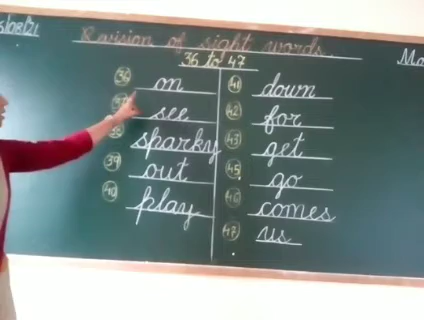 Revision of sight words.
36 to 47
36 on
37 see
38 sparky
39 out
40 play
41 down
42 for
43 get
45 go
46 comes
47 us